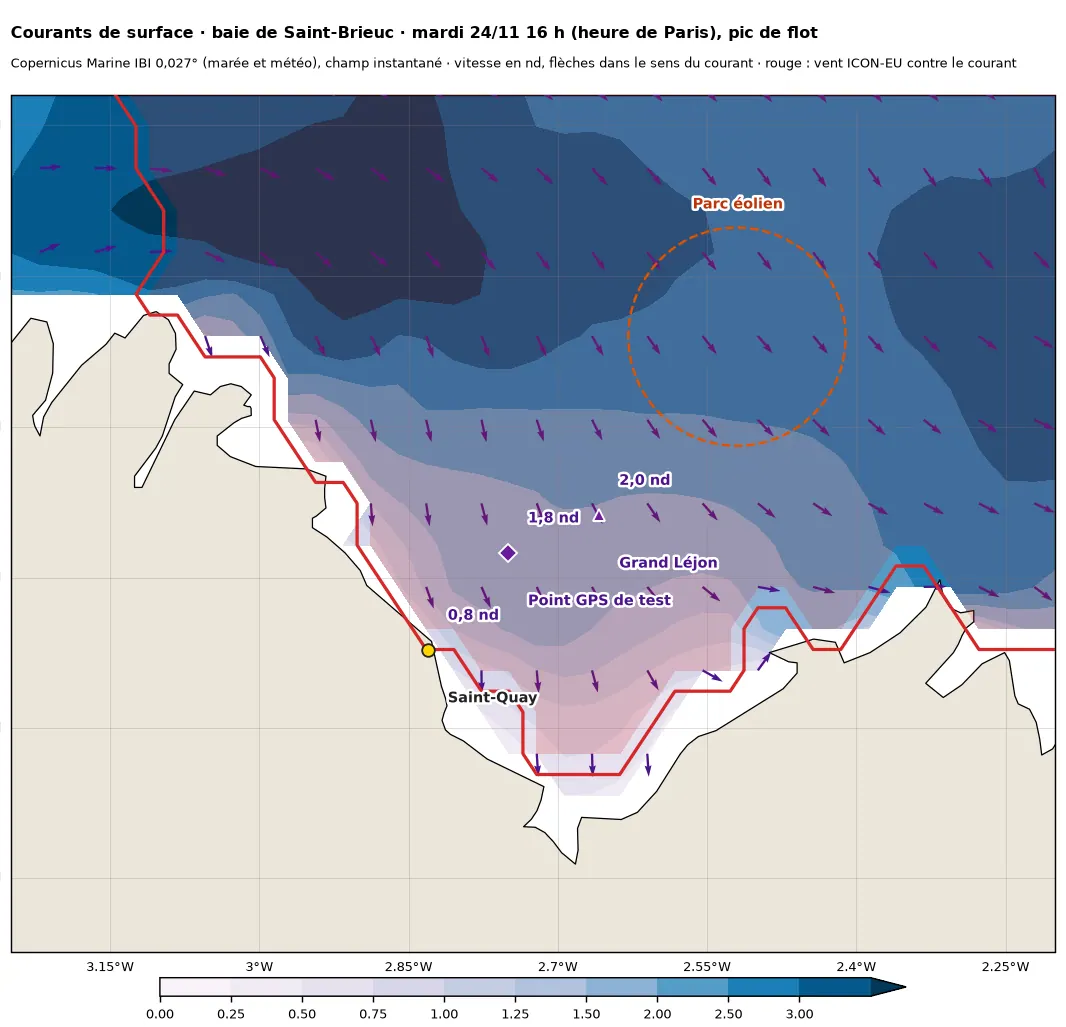 Courants de surface · baie de Saint-Brieuc · mardi 24/11 16 h (heure de Paris), pic de flot
Copernicus Marine IBI 0,027° (marée et météo), champ instantané · vitesse en nd, flèches dans le sens du courant · rouge : vent ICON-EU contre le courant
Parc éolien
2,0 nd
1,8 nd
Grand Léjon
Point GPS de test
0,8 nd
Saint-Quay
3.15°W 3°W 2.85°W 2.7°W 2.55°W 2.4°W 2.25°W
0.00 0.25 0.50 0.75 1.00 1.25 1.50 2.00 2.50 3.00